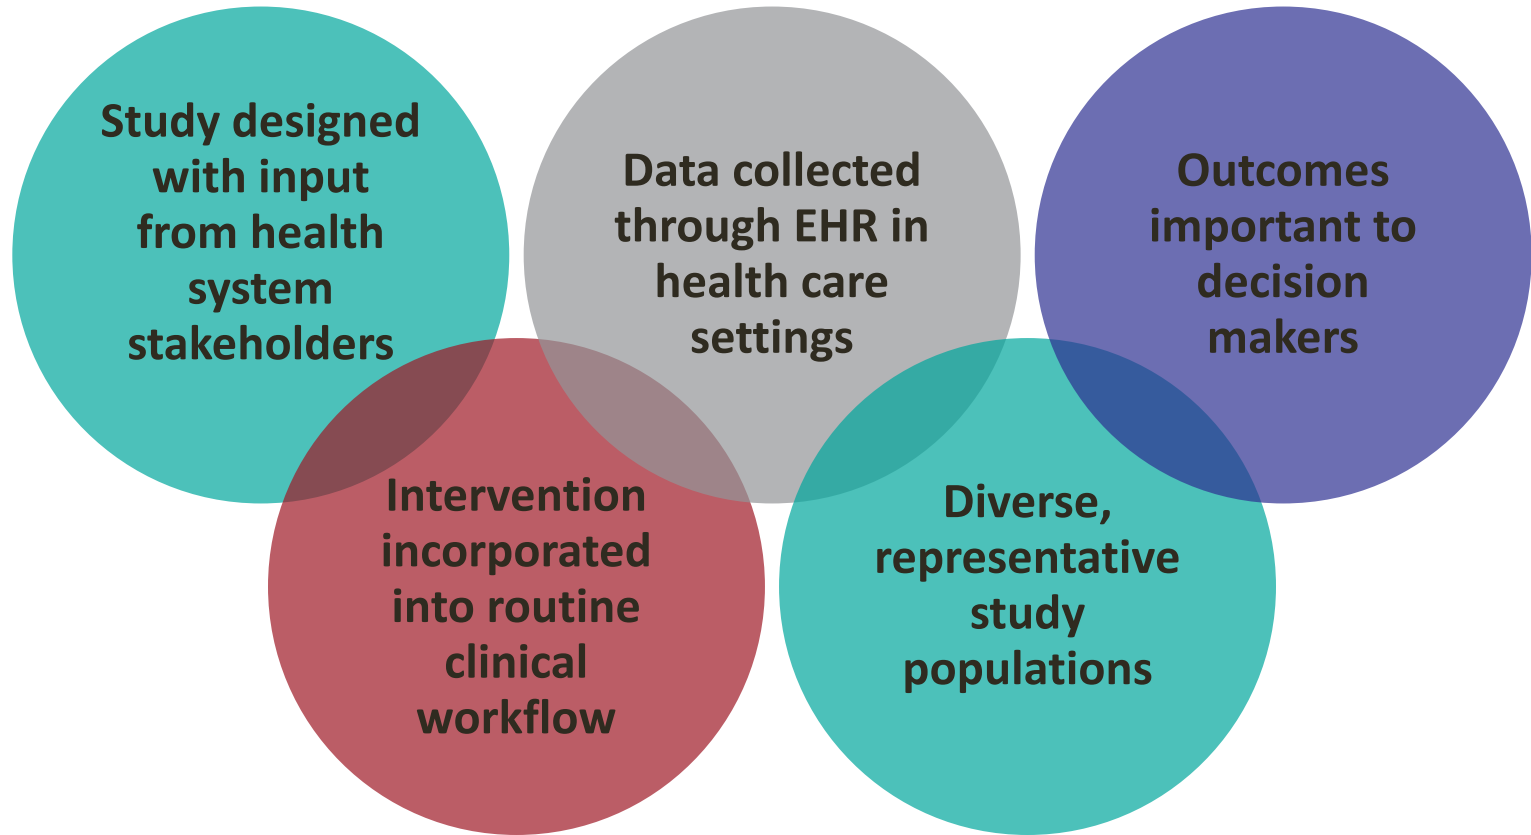 Study designed
with input
from health
system
stakeholders
Intervention
incorporated
into routine
clinical
workflow
Data collected
through EHR in
health care
settings
Diverse,
representative
study
populations
Outcomes
important to
decision
makers